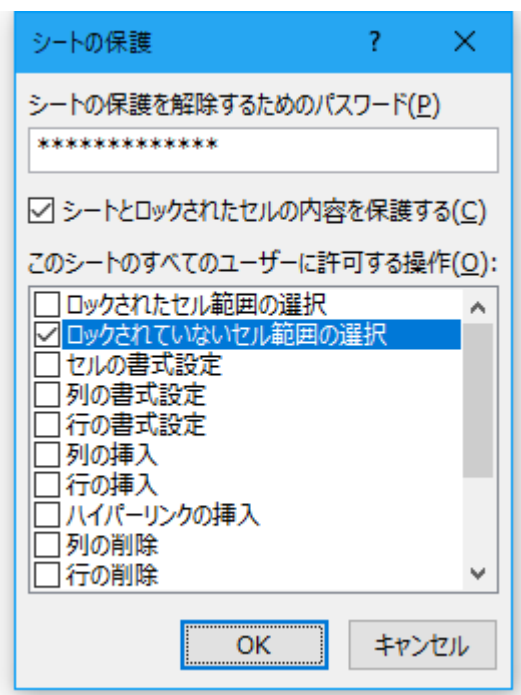 シートの保護 ?
シートの保護を解除するためのパスワード(P)
*************
シートとロックされたセルの内容を保護する(C)
このシートのすべてのユーザーに許可する操作(O):
ロックされたセル範囲の選択
ロックされていないセル範囲の選択
セルの書式設定
列の書式設定
行の書式設定
列の挿入
行の挿入
ハイパーリンクの挿入
列の削除
行の削除
OK キャンセル